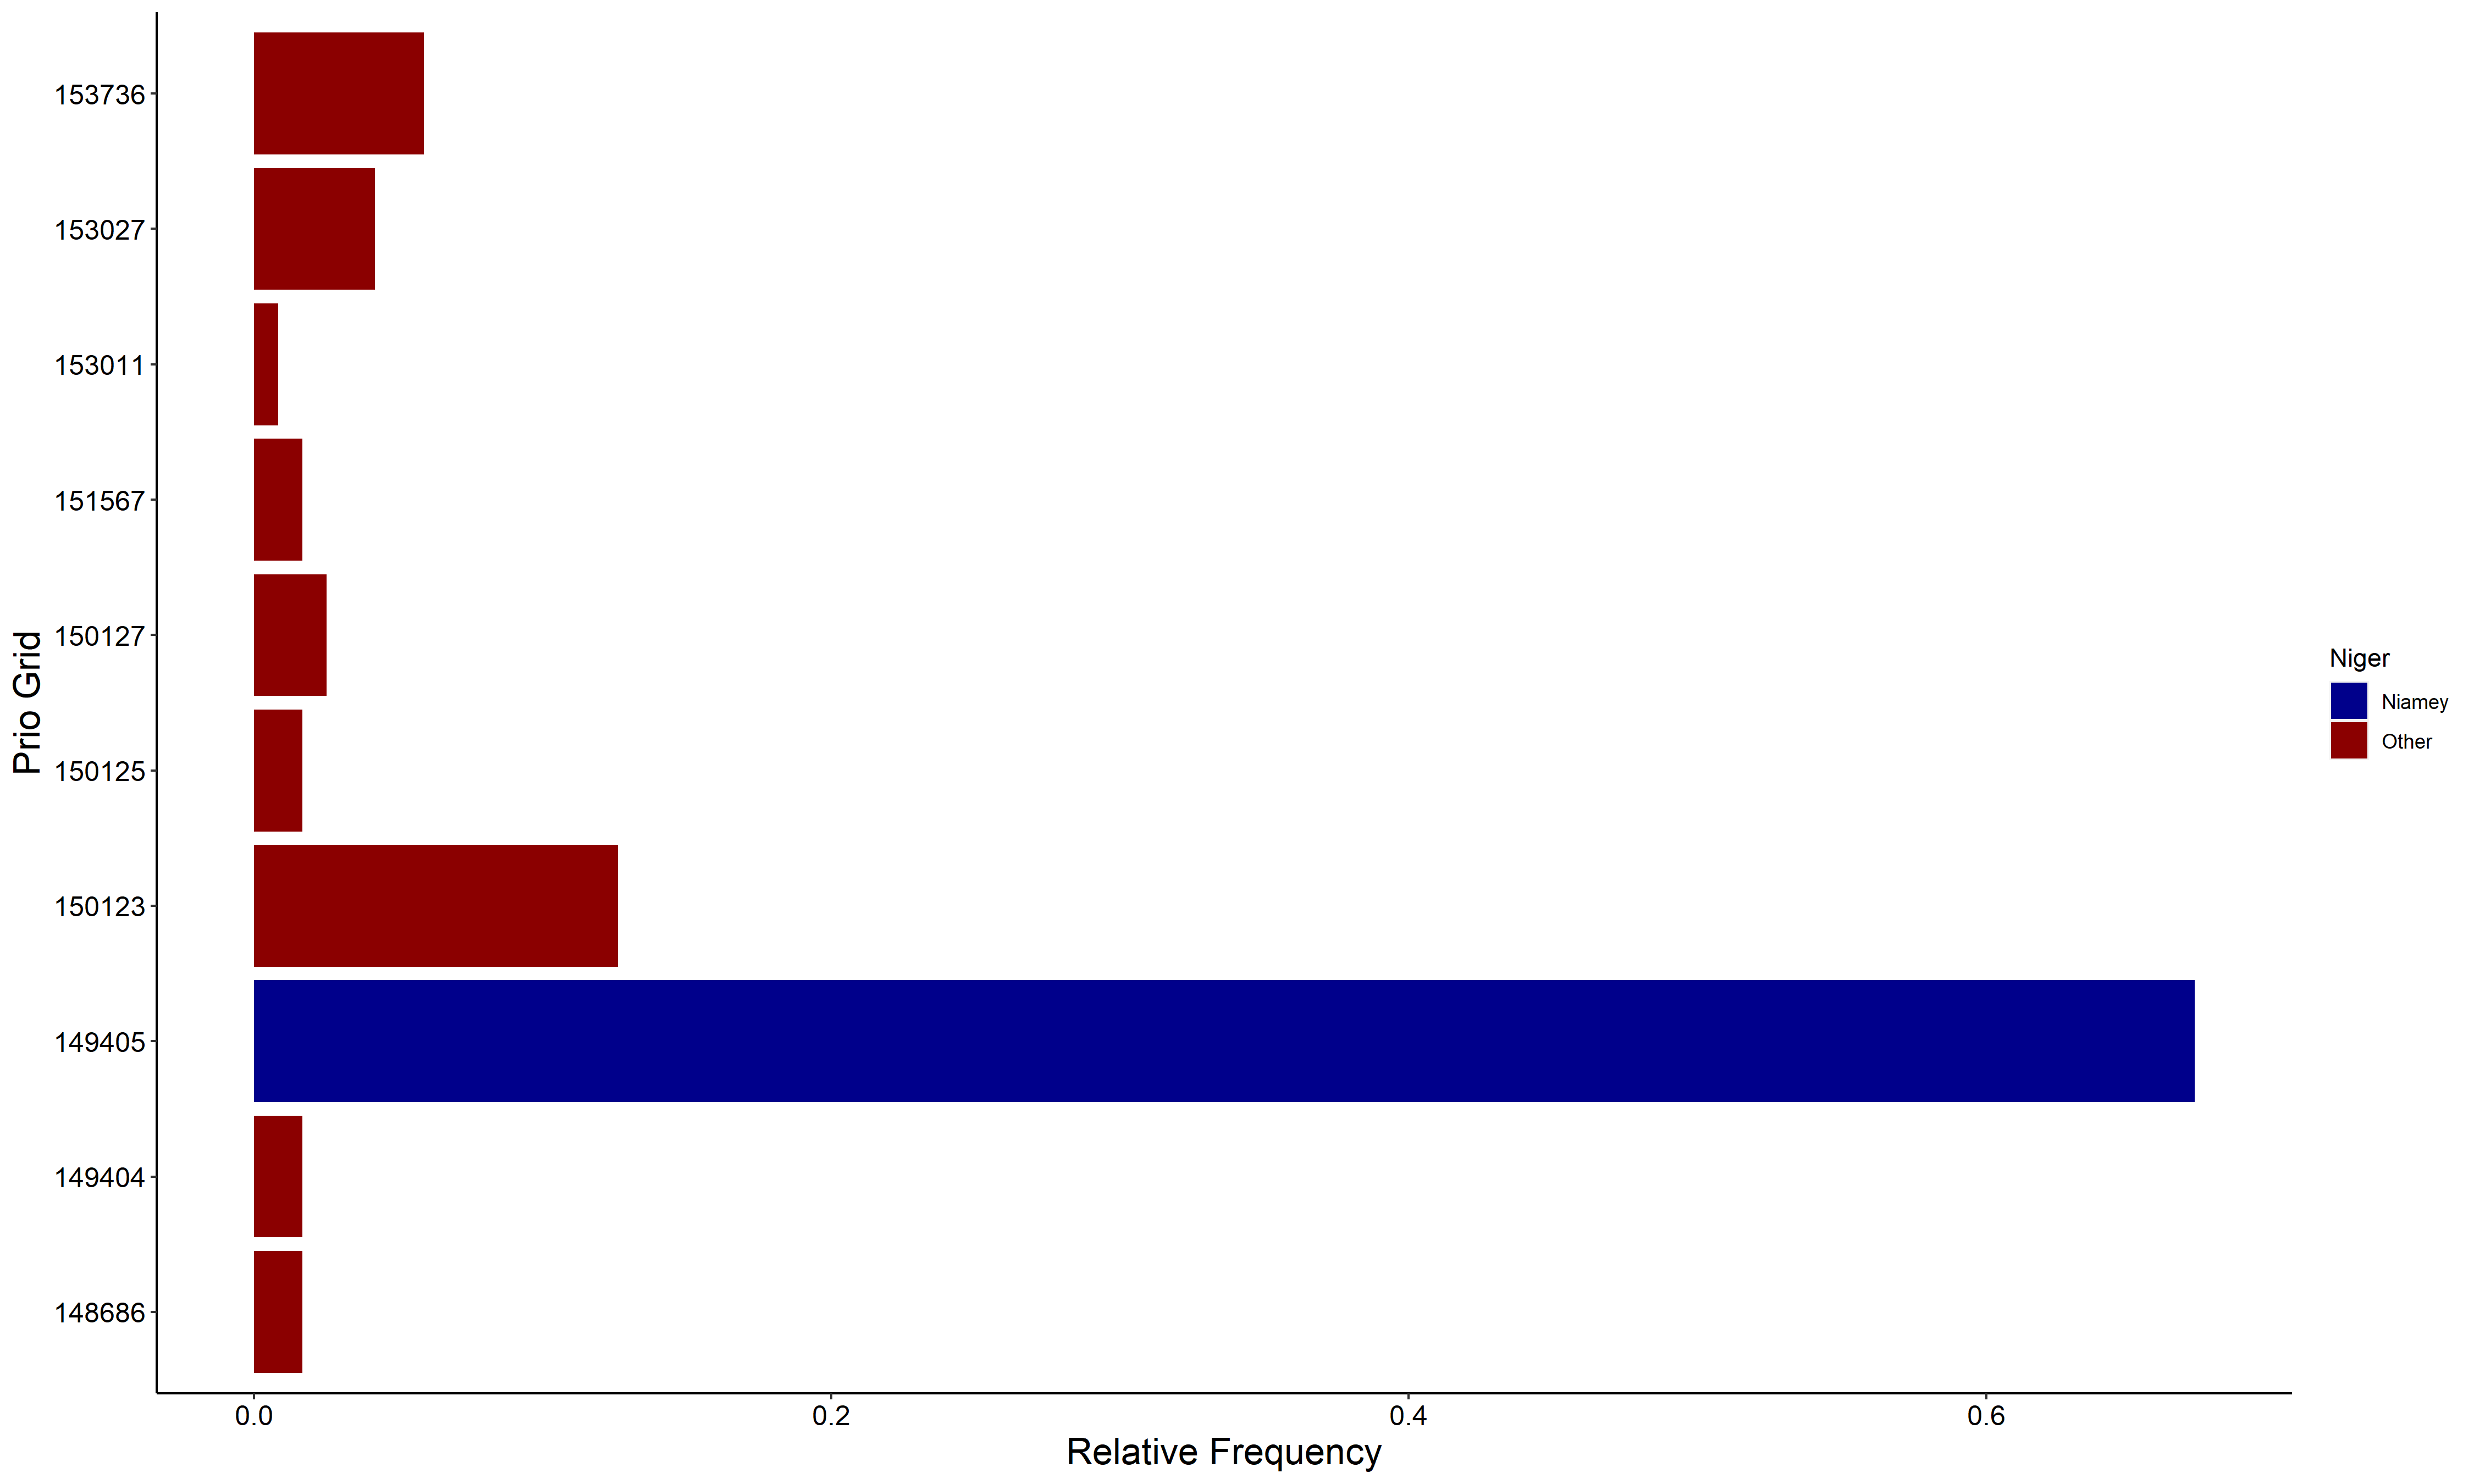 153736
153027
153011
151567
150127
150125
150123
149405
149404
148686
Prio Grid
0.0 0.2 0.4 0.6
Relative Frequency
Niger
Niamey
Other